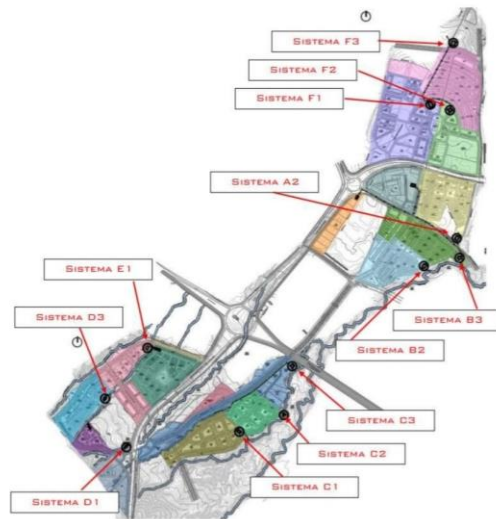 SISTEMA F3
SISTEMA F2
SISTEMA F1
SISTEMA A2
SISTEMA E1
SISTEMA D3
SISTEMA B3
SISTEMA B2
SISTEMA C3
SISTEMA C2
SISTEMA C1
SISTEMA D1